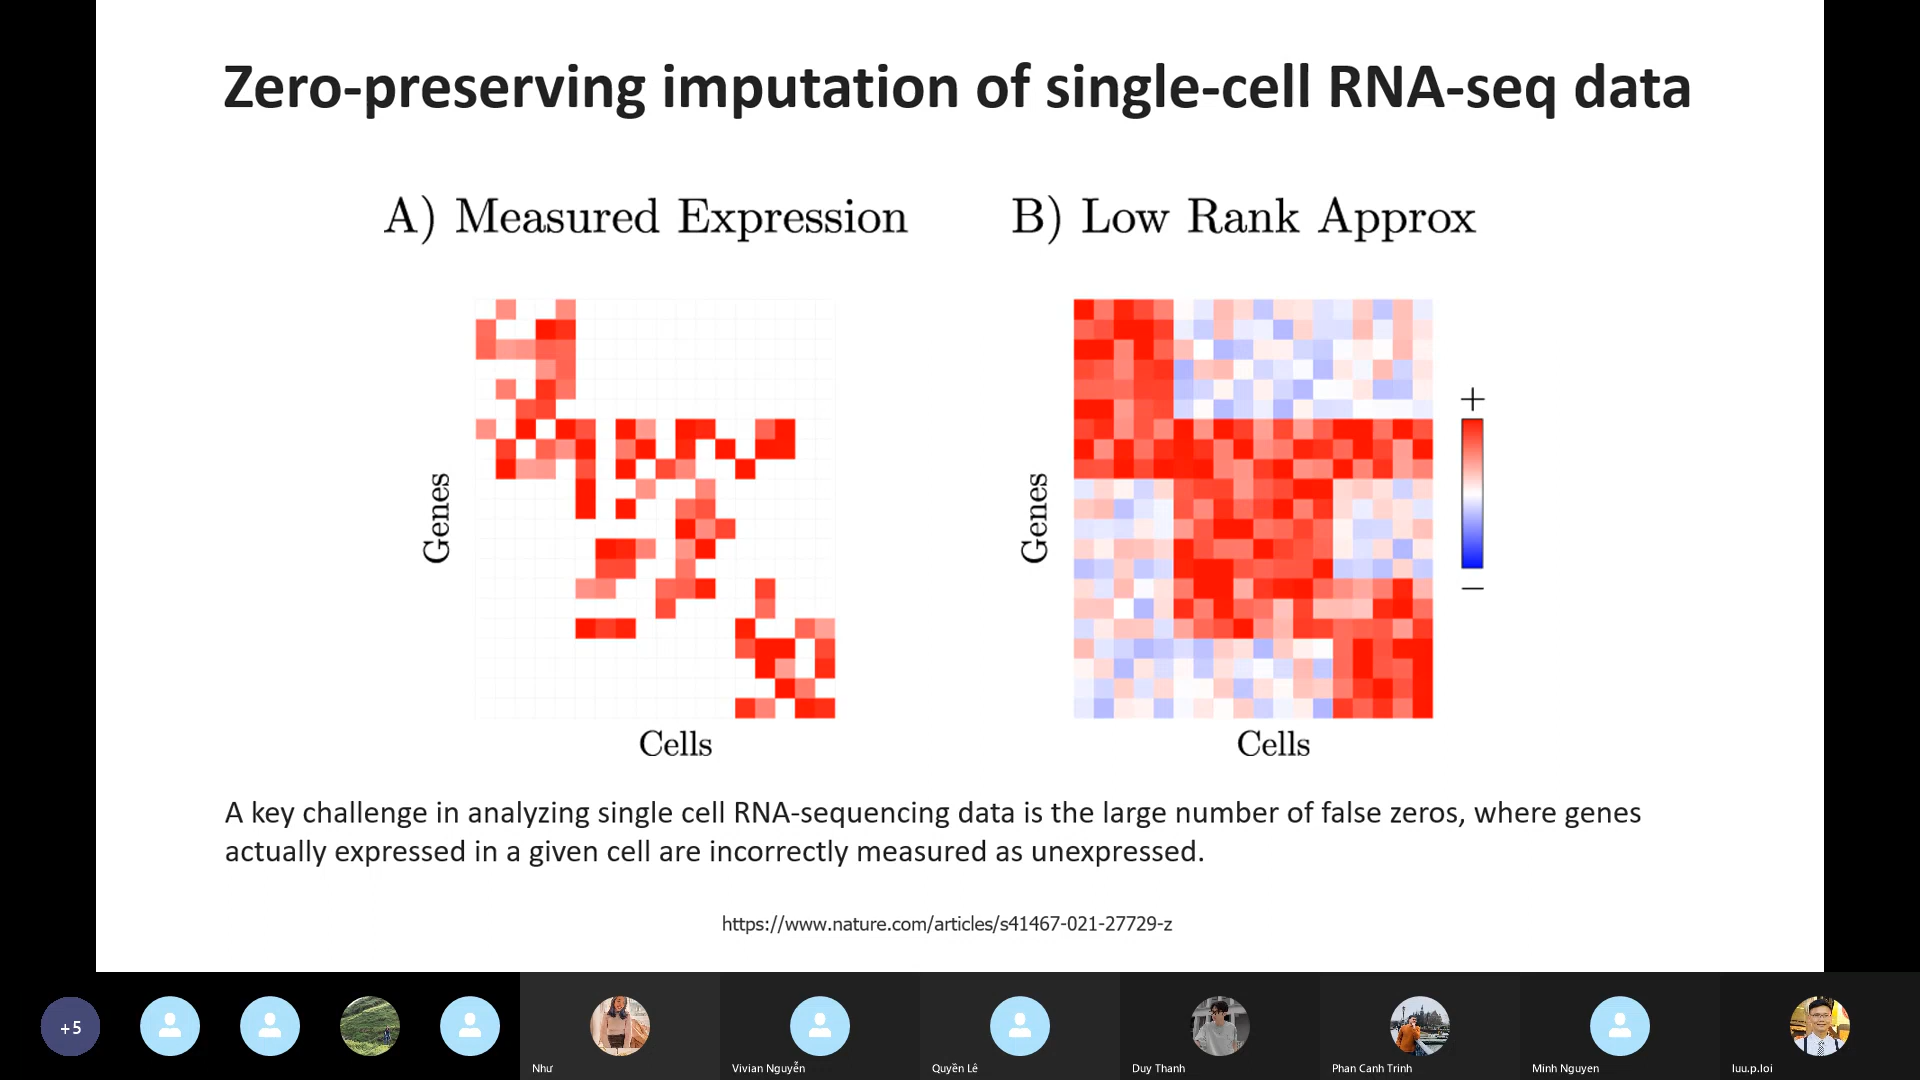 Zero-preserving imputation of single-cell RNA-seq data
A) Measured Expression
B) Low Rank Approx
Genes
Cells
Genes
Cells
+
−
A key challenge in analyzing single cell RNA-sequencing data is the large number of false zeros, where genes
actually expressed in a given cell are incorrectly measured as unexpressed.
https://www.nature.com/articles/s41467-021-27729-z
+5
Như
Vivian Nguyễn
Quyền Lê
Duy Thanh
Phan Canh Trinh
Minh Nguyen
luu.p.loi